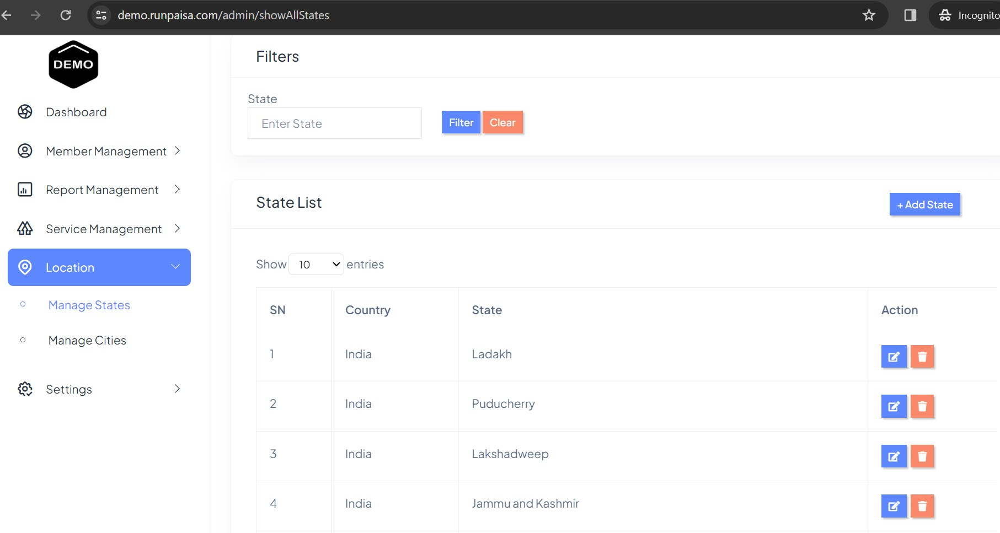 demo.runpaisa.com/admin/showAllStates
Incognito
DEMO
Dashboard
Member Management
Report Management
Service Management
Location
Manage States
Manage Cities
Settings
Filters
State
Enter State
Filter Clear
State List
+ Add State
Show 10 entries
SN Country State Action
1 India Ladakh
2 India Puducherry
3 India Lakshadweep
4 India Jammu and Kashmir